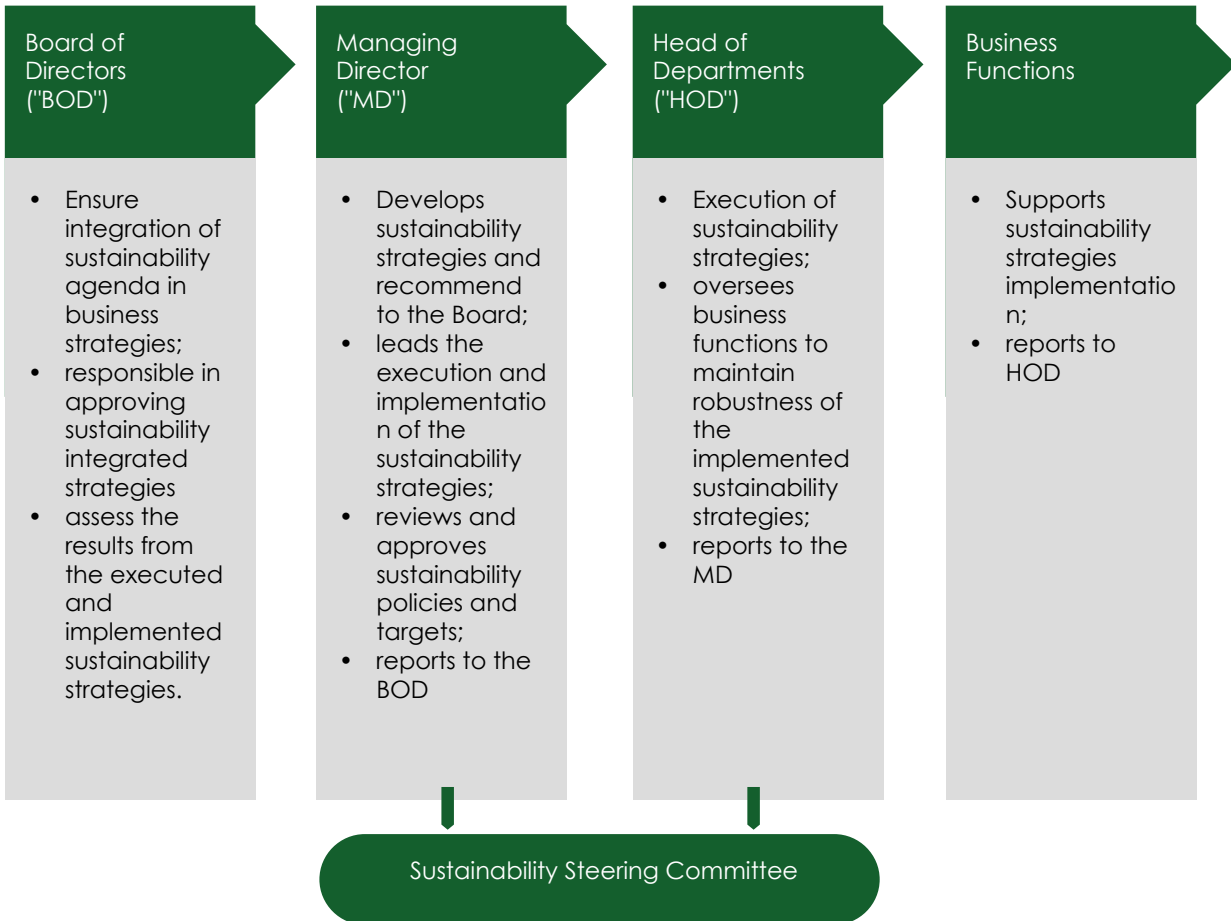 Board of
Directors
("BOD")
• Ensure
integration of
sustainability
agenda in
business
strategies;
• responsible in
approving
sustainability
integrated
strategies
• assess the
results from
the executed
and
implemented
sustainability
strategies.
Managing
Director
("MD")
• Develops
sustainability
strategies and
recommend
to the Board;
• leads the
execution and
implementatio
n of the
sustainability
strategies;
• reviews and
approves
sustainability
policies and
targets;
• reports to the
BOD
Head of
Departments
("HOD")
• Execution of
sustainability
strategies;
• oversees
business
functions to
maintain
robustness of
the
implemented
sustainability
strategies;
• reports to the
MD
Business
Functions
• Supports
sustainability
strategies
implementatio
n;
• reports to
HOD
Sustainability Steering Committee